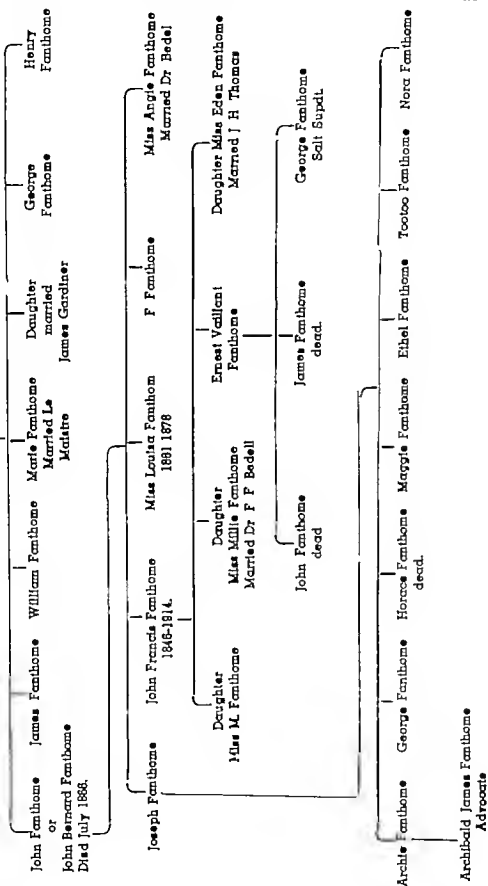 John Fanthome
or
John Bernard Fanthome
Died July 1886.
James Fanthome
William Fanthome
Marie Fanthome
Married Le
Maistre
Daughter
married
James Gardiner
George
Fanthome
Henry
Fanthome
Joseph Fanthome
John Francis Fanthome
1846-1914.
Miss Louisa Fanthom
1861 1878
F Fanthome
Miss Angie Fanthome
Married Dr Bedel
Daughter
Miss M. Fanthome
Daughter
Miss Millie Fanthome
Married Dr F F Bedell
Ernest Vaillant
Fanthome
Daughter Miss Eden Fanthome
Married J H Thomas
John Fanthome
dead
James Fanthome
dead.
George Fanthome
Salt Supdt.
Archie Fanthome
George Fanthome
Horace Fanthome
dead.
Maggie Fanthome
Ethel Fanthome
Tootoo Fanthome
Nora Fanthome
Archibald James Fanthome
Advocate